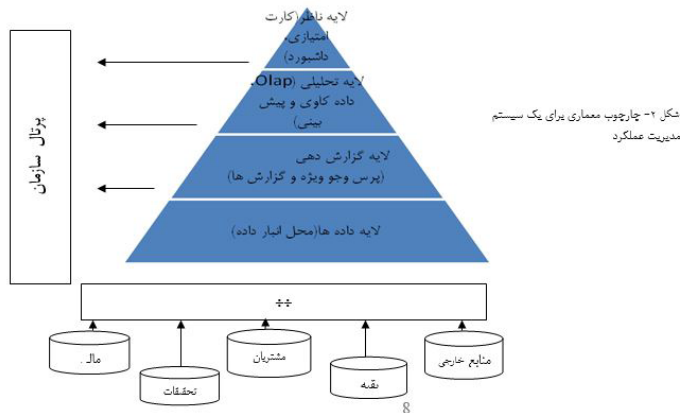 لایه ناظر(کارت
امتیازی،
داشبورد)
لایه تحلیلی (Olap،
داده کاوی و پیش
بینی)
لایه گزارش دهی
(پرس وجو ویژه و گزارش ها)
لایه داده ها(محل انبار داده)
پرتال سازمان
شکل ۲- چارچوب معماری برای یک سیستم
مدیریت عملکرد
++
منابع خارجی
بقیه
مشتریان
تحقیقات
8